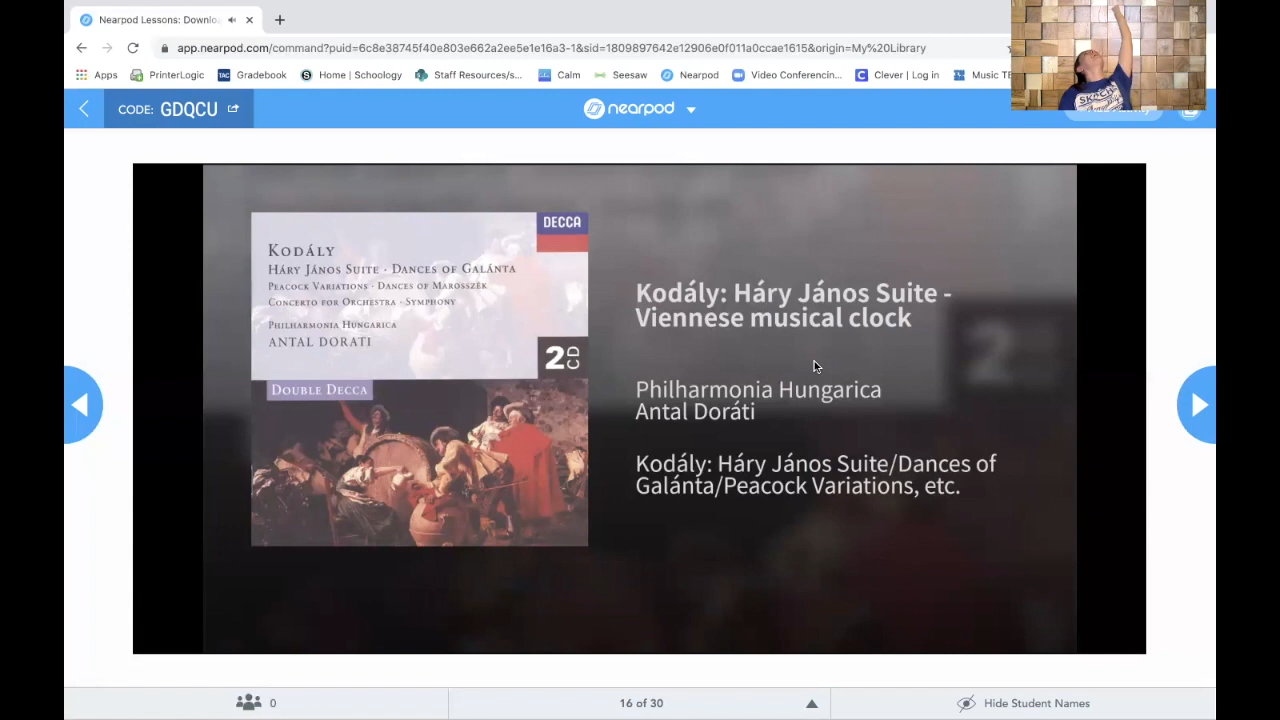 Nearpod Lessons: Downlo
app.nearpod.com/command?puid=6c8e38745f40e803e662a2ee5e1e16a3-1&sid=1809897642e12906e0f011a0ccae1615&origin=My%20Library
Apps PrinterLogic TAC Gradebook S Home | Schoology Staff Resources/s... Calm Seesaw Nearpod Video Conferencin... C Clever | Log in Music TE
CODE: GDQCU
nearpod
DECCA
KODÁLY
HÁRY JÁNOS SUITE · DANCES OF GALÁNTA
PEACOCK VARIATIONS · DANCES OF MAROSSZÉK
CONCERTO FOR ORCHESTRA · SYMPHONY
PHILHARMONIA HUNGARICA
ANTAL DORATI
2 CD
DOUBLE DECCA
Kodály: Háry János Suite -
Viennese musical clock
Philharmonia Hungarica
Antal Doráti
Kodály: Háry János Suite/Dances of
Galánta/Peacock Variations, etc.
0
16 of 30
Hide Student Names